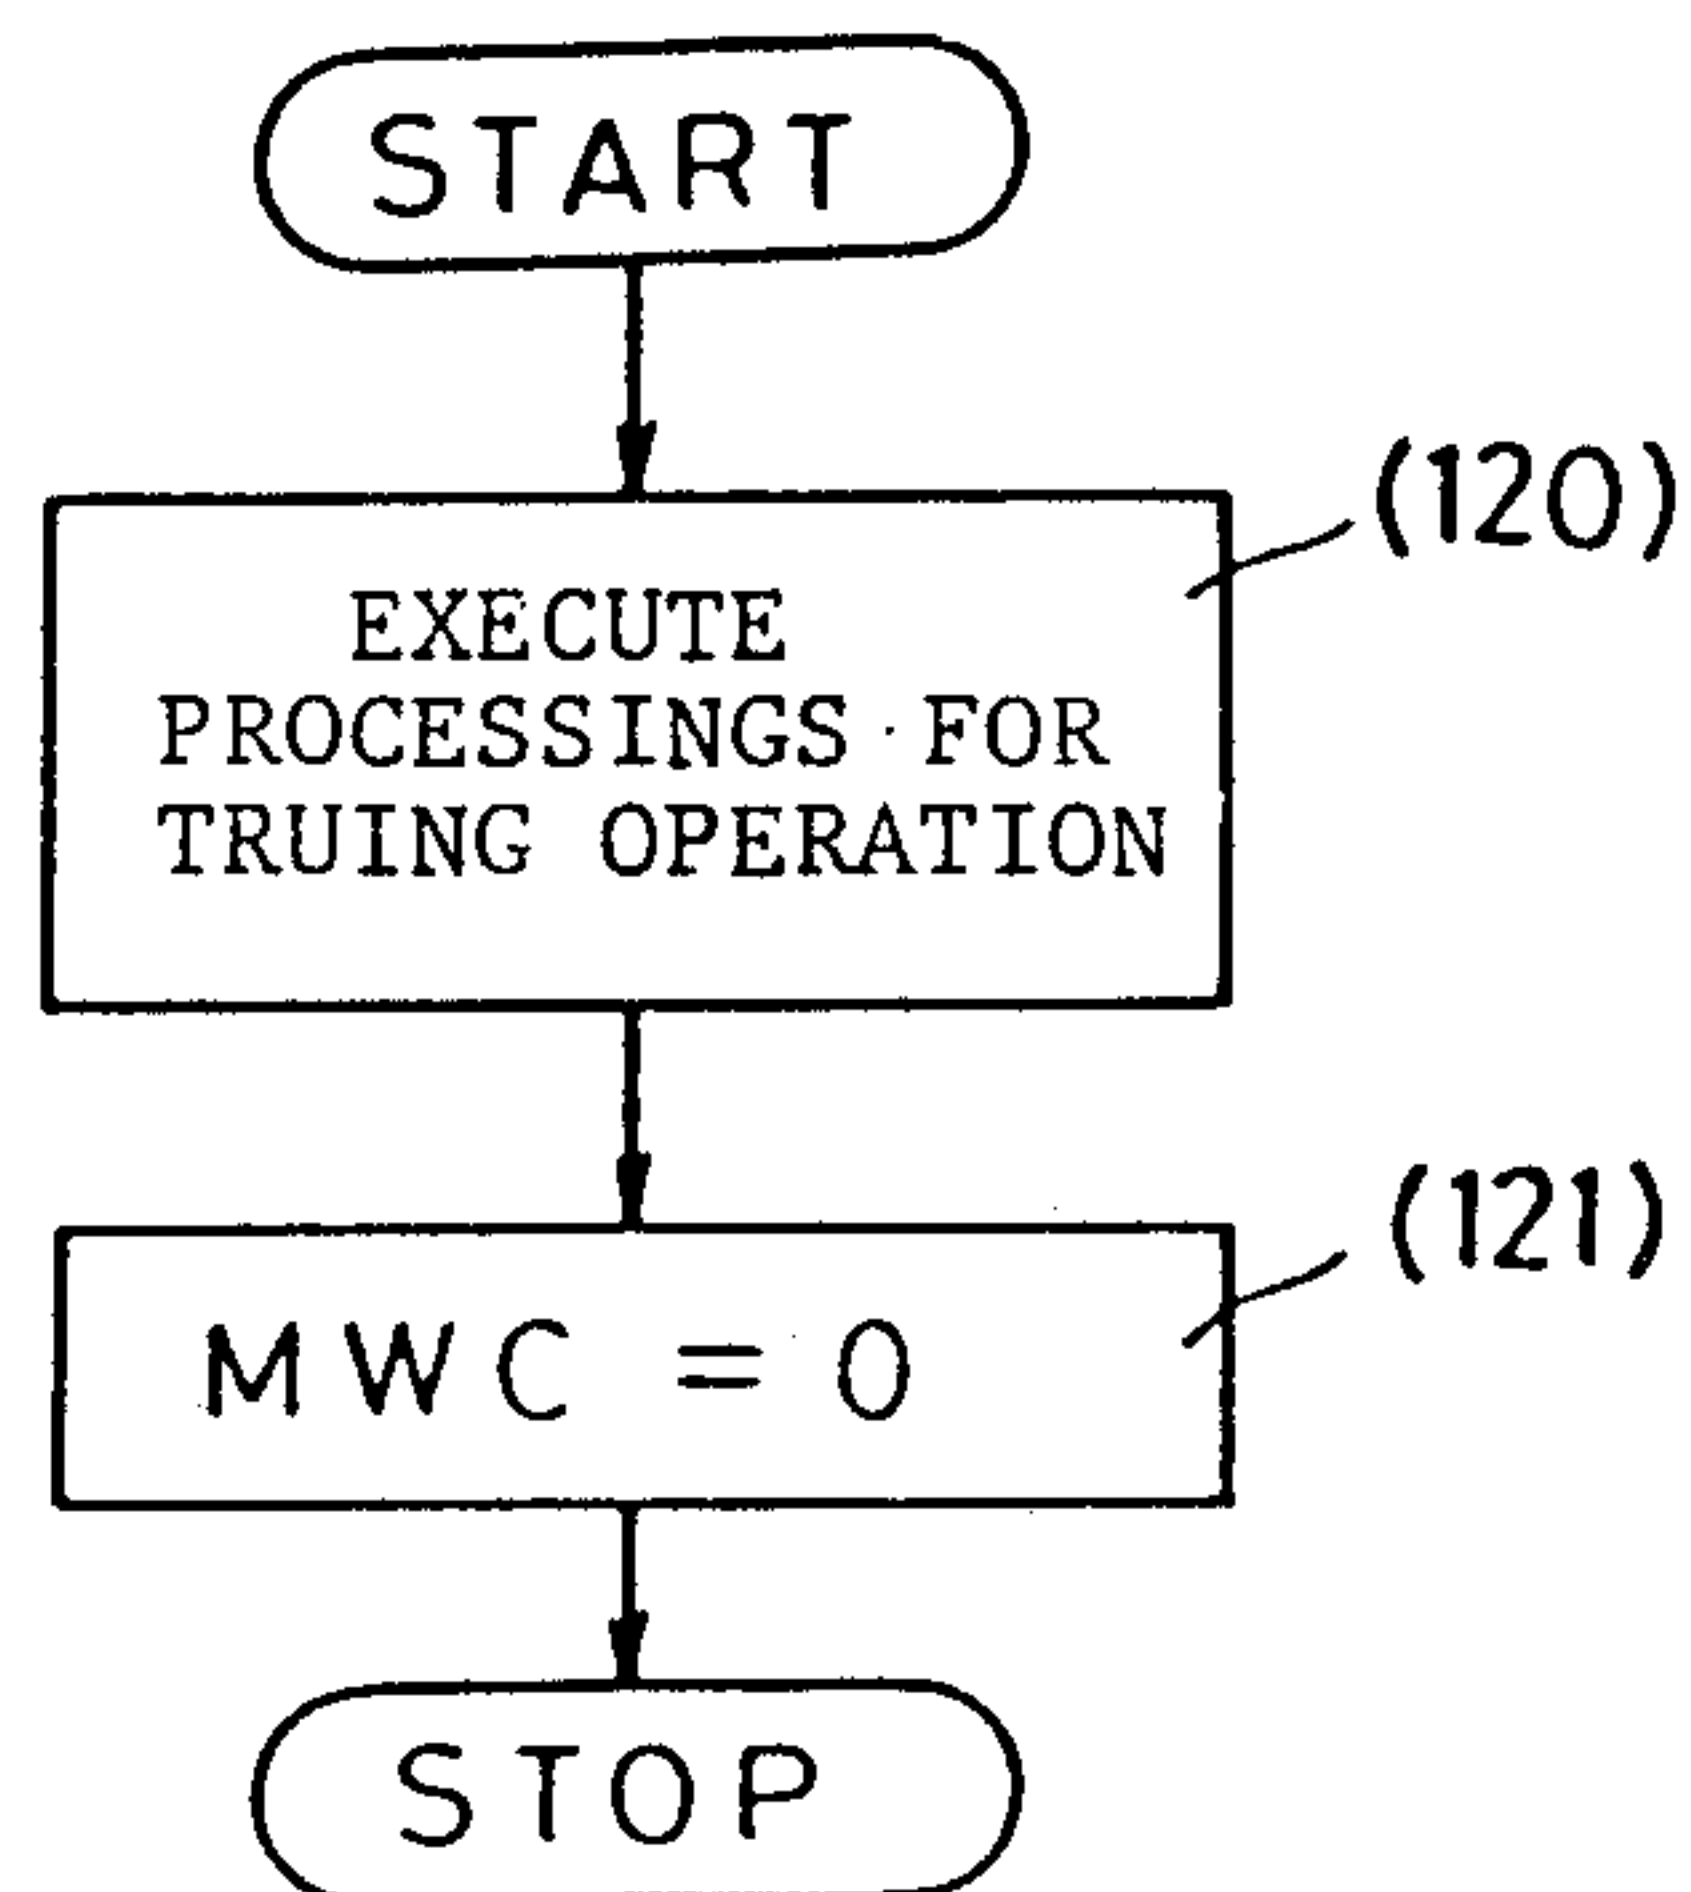 START
(120)
EXECUTE
PROCESSINGS FOR
TRUING OPERATION
(121)
MWC = 0
STOP